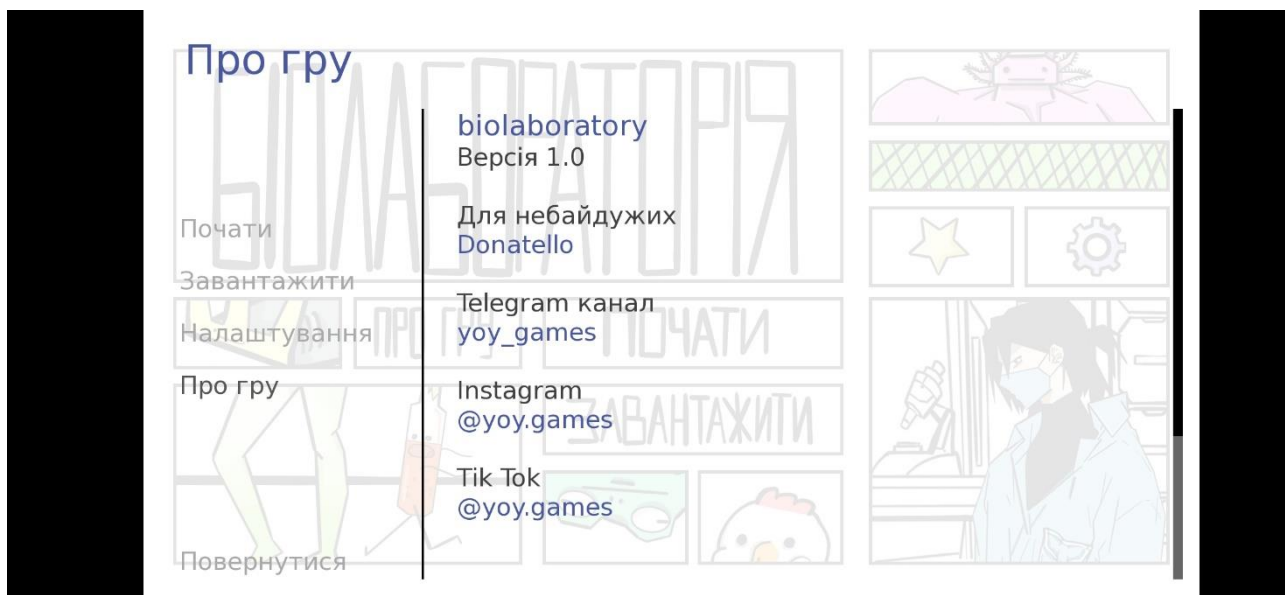 Про гру
БІОЛАБОРАТОРІЯ
Почати
Завантажити
Налаштування
Про гру
Повернутися
biolaboratory
Версія 1.0
Для небайдужих
Donatello
Telegram канал
yoy_games
Instagram
@yoy.games
Tik Tok
@yoy.games
ПРО ГРУ
ПОЧАТИ
ЗАВАНТАЖИТИ